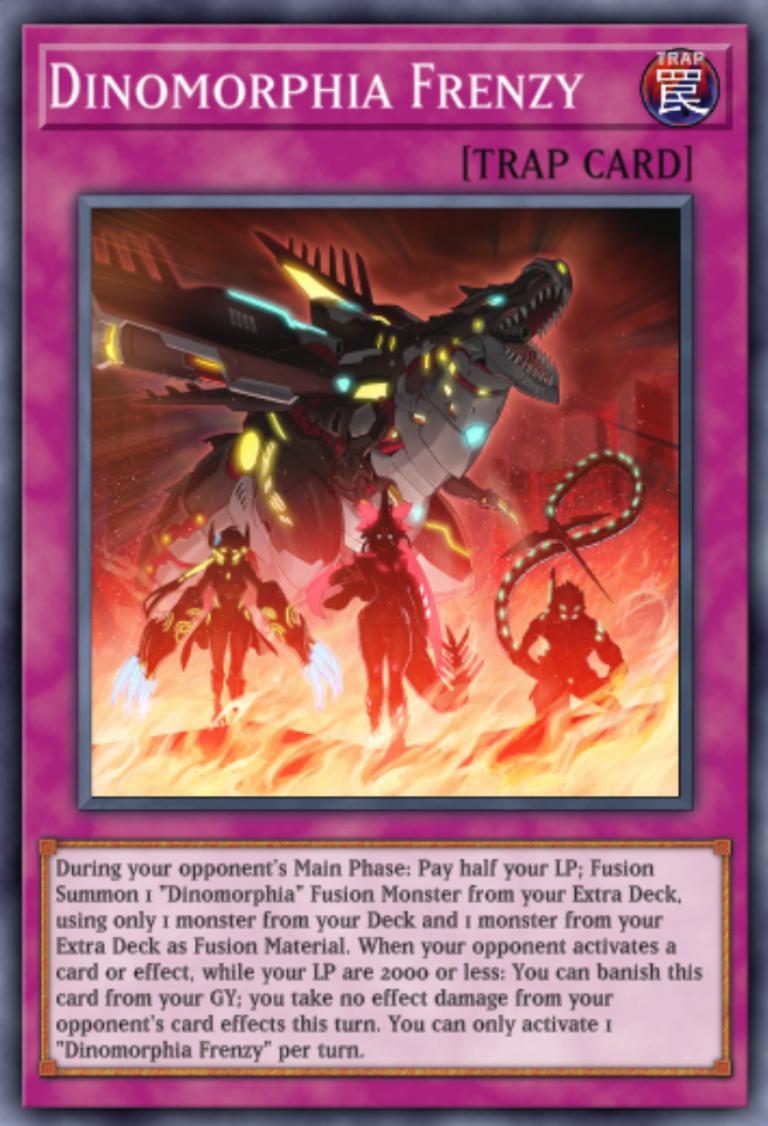 DINOMORPHIA FRENZY
TRAP
罠
[TRAP CARD]
During your opponent's Main Phase: Pay half your LP; Fusion
Summon 1 "Dinomorphia" Fusion Monster from your Extra Deck,
using only 1 monster from your Deck and 1 monster from your
Extra Deck as Fusion Material. When your opponent activates a
card or effect, while your LP are 2000 or less: You can banish this
card from your GY; you take no effect damage from your
opponent's card effects this turn. You can only activate 1
"Dinomorphia Frenzy" per turn.